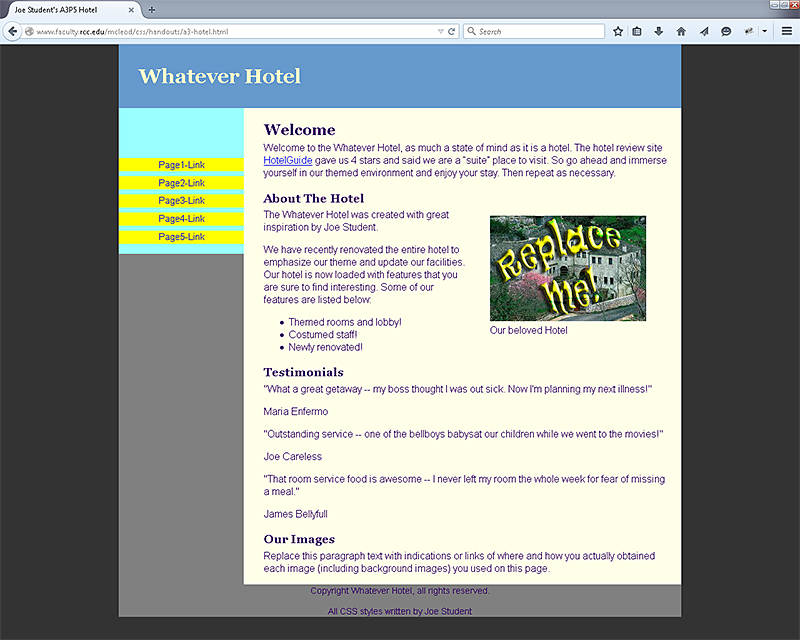 Joe Student's A3P5 Hotel
www.faculty.rcc.edu/mcleod/css/handouts/a3-hotel.html
Search
Whatever Hotel
Page1-Link
Page2-Link
Page3-Link
Page4-Link
Page5-Link
Welcome
Welcome to the Whatever Hotel, as much a state of mind as it is a hotel. The hotel review site
HotelGuide gave us 4 stars and said we are a "suite" place to visit. So go ahead and immerse
yourself in our themed environment and enjoy your stay. Then repeat as necessary.
About The Hotel
The Whatever Hotel was created with great
inspiration by Joe Student.
We have recently renovated the entire hotel to
emphasize our theme and update our facilities.
Our hotel is now loaded with features that you
are sure to find interesting. Some of our
features are listed below:
Themed rooms and lobby!
Costumed staff!
Newly renovated!
Replace
Me!
Our beloved Hotel
Testimonials
"What a great getaway -- my boss thought I was out sick. Now I'm planning my next illness!"
Maria Enfermo
"Outstanding service -- one of the bellboys babysat our children while we went to the movies!"
Joe Careless
"That room service food is awesome -- I never left my room the whole week for fear of missing
a meal."
James Bellyfull
Our Images
Replace this paragraph text with indications or links of where and how you actually obtained
each image (including background images) you used on this page.
Copyright Whatever Hotel, all rights reserved.
All CSS styles written by Joe Student